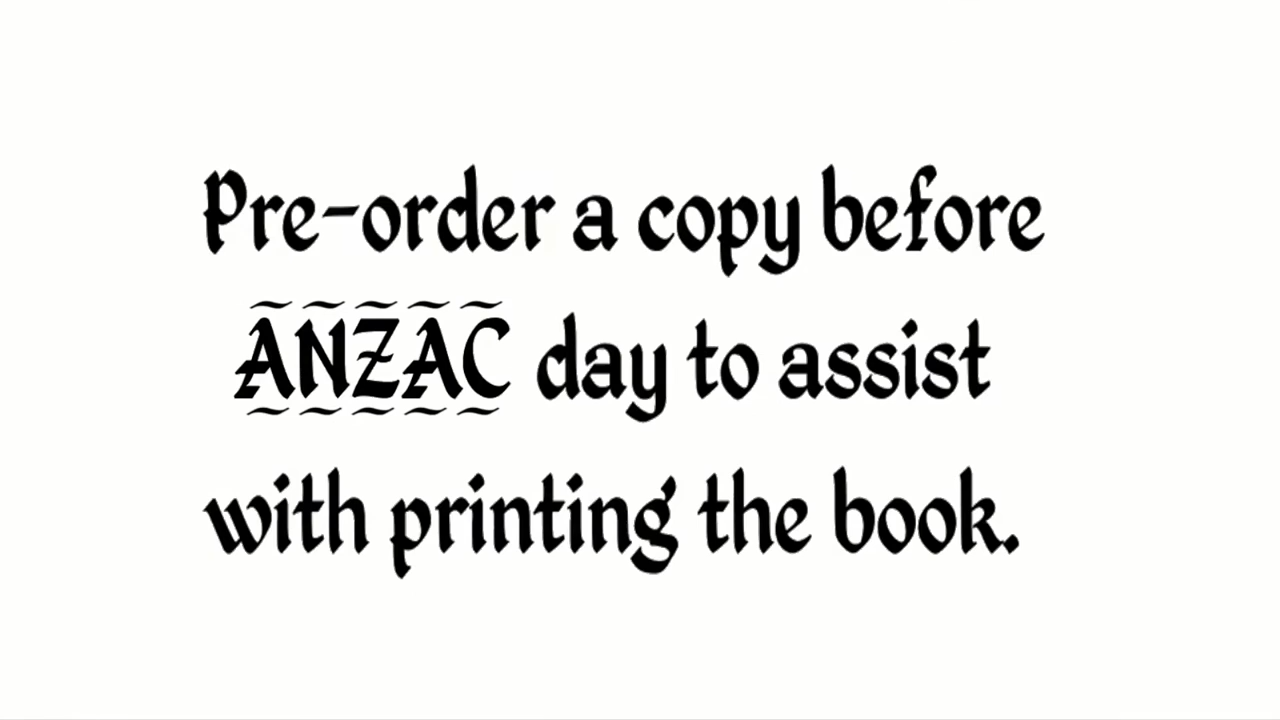 Pre-order a copy before
ANZAC day to assist
with printing the book.